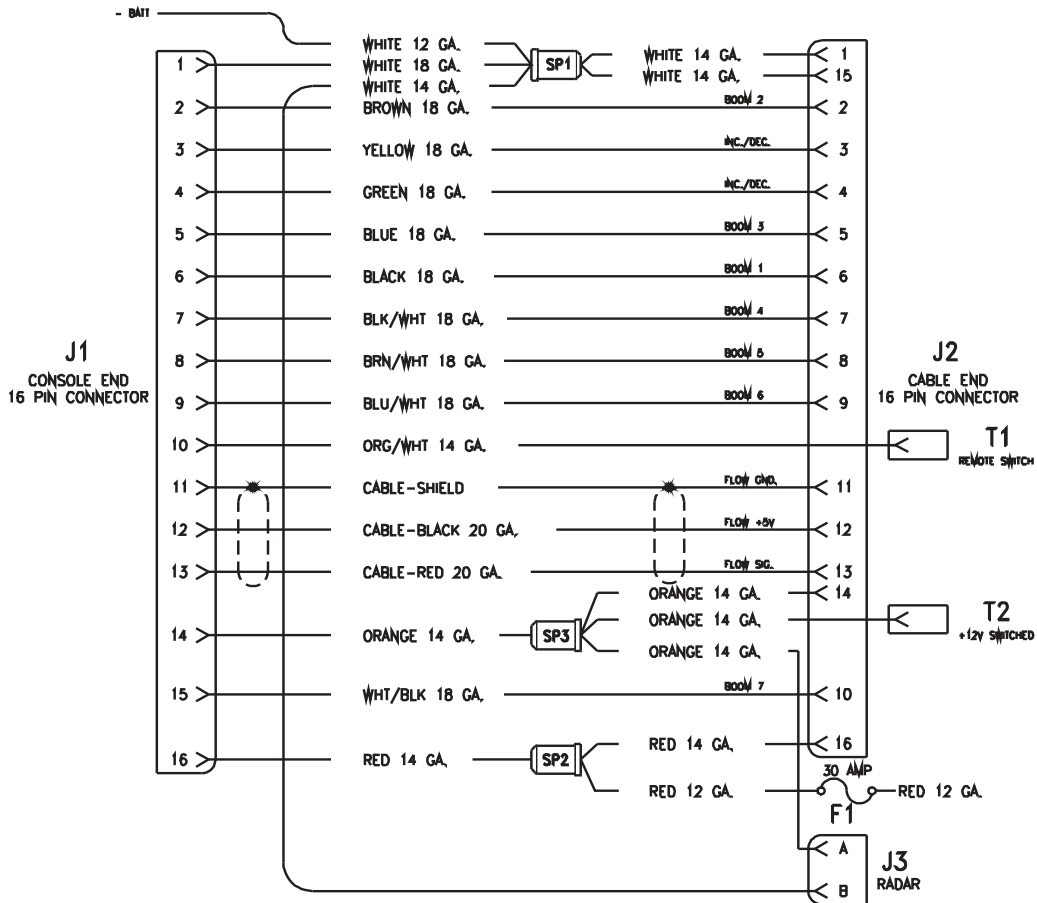 - BATT
WHITE 12 GA.
1 WHITE 18 GA. SP1 WHITE 14 GA. 1
WHITE 14 GA. WHITE 14 GA. 15
2 BROWN 18 GA. BOOM 2 2
3 YELLOW 18 GA. INC./DEC. 3
4 GREEN 18 GA. INC./DEC. 4
5 BLUE 18 GA. BOOM 3 5
6 BLACK 18 GA. BOOM 1 6
7 BLK/WHT 18 GA. BOOM 4 7
J1
CONSOLE END
16 PIN CONNECTOR
8 BRN/WHT 18 GA. BOOM 5 8
J2
CABLE END
16 PIN CONNECTOR
9 BLU/WHT 18 GA. BOOM 6 9
10 ORG/WHT 14 GA.
T1
REMOTE SWITCH
11 CABLE-SHIELD FLOW GND. 11
12 CABLE-BLACK 20 GA. FLOW +5V 12
13 CABLE-RED 20 GA. FLOW SIG. 13
ORANGE 14 GA. 14
ORANGE 14 GA.
T2
+12V SWITCHED
14 ORANGE 14 GA. SP3
ORANGE 14 GA.
15 WHT/BLK 18 GA. BOOM 7 10
RED 14 GA. 16
16 RED 14 GA. SP2
30 AMP
RED 12 GA. RED 12 GA.
F1
A
J3
RADAR
B